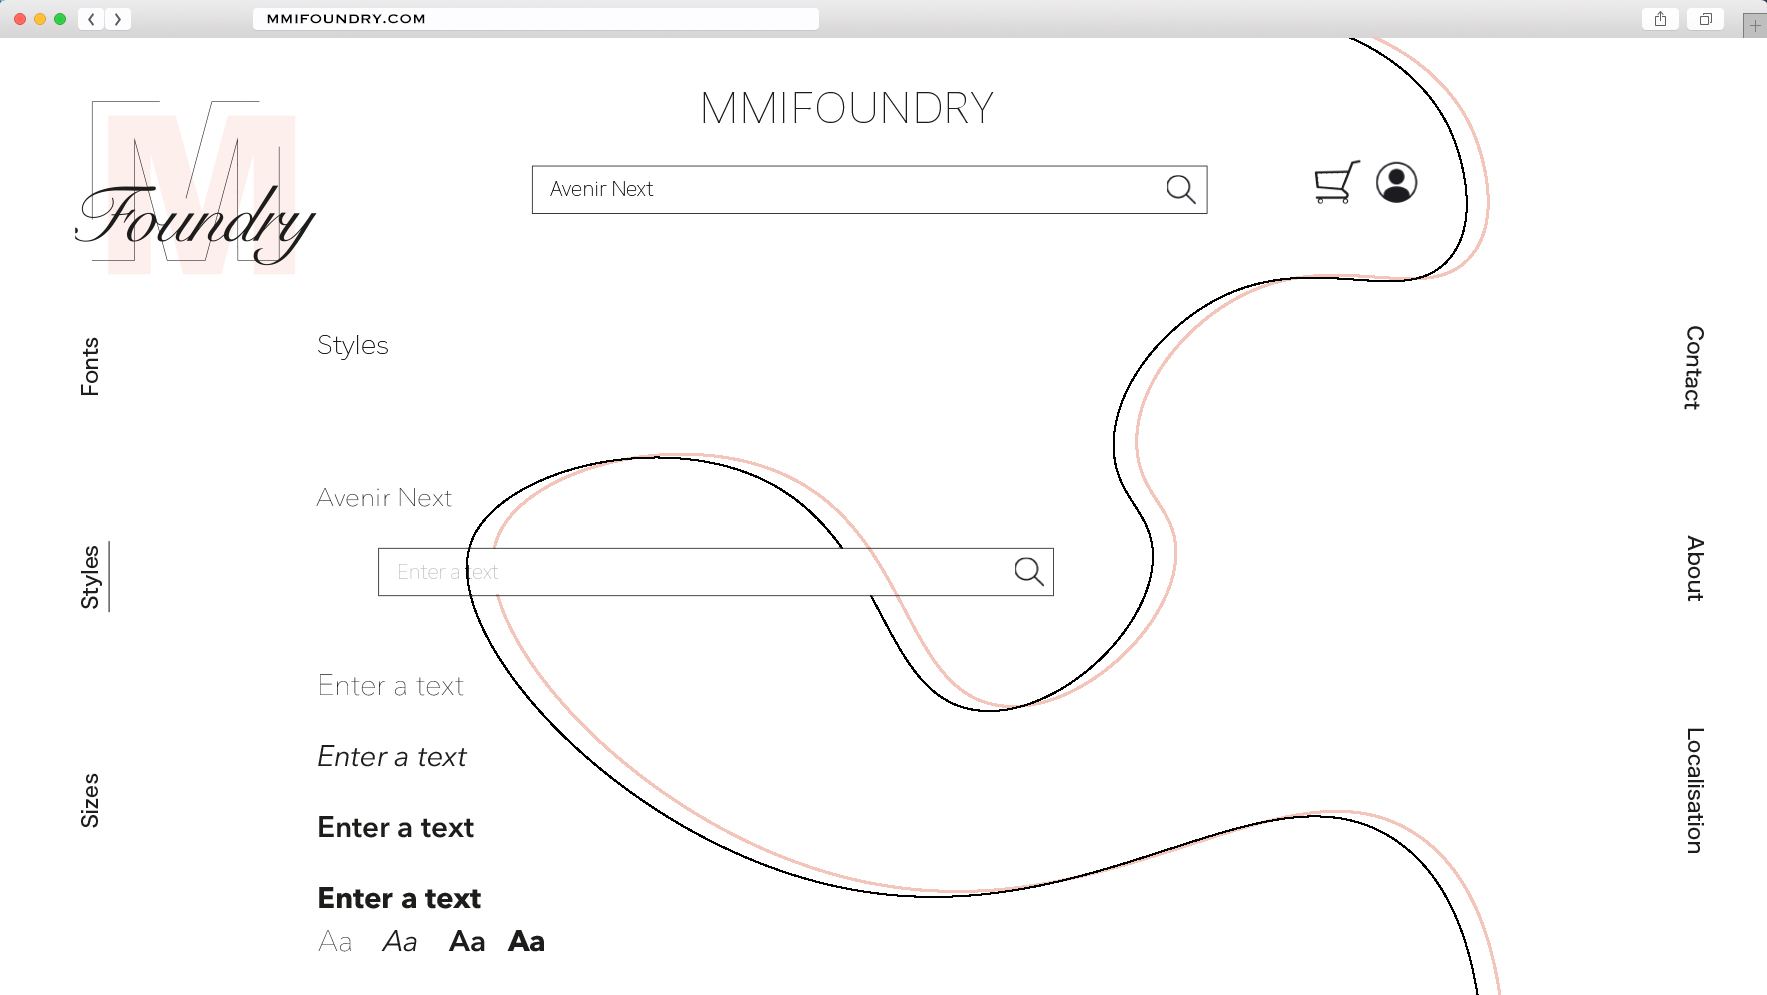 MMIFOUNDRY.COM
MMIFOUNDRY
M
M
Foundry
Avenir Next
Fonts
Styles
Sizes
Contact
About
Localisation
Styles
Avenir Next
Enter a text
Enter a text
Enter a text
Enter a text
Enter a text
Aa Aa Aa Aa